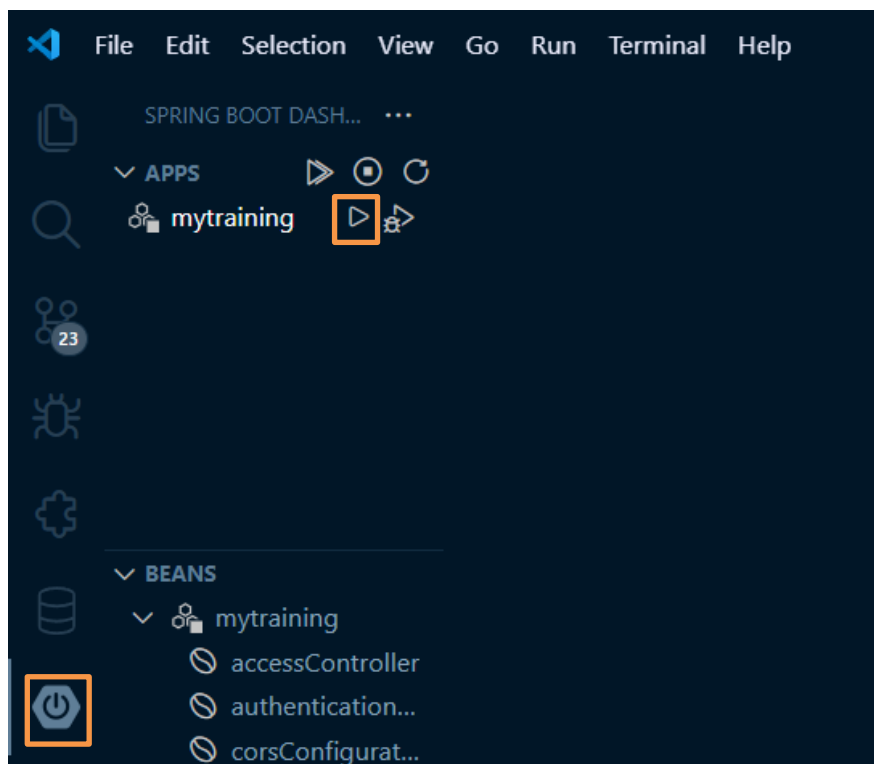 File Edit Selection View Go Run Terminal Help
SPRING BOOT DASH... ...
APPS
mytraining
23
BEANS
mytraining
accessController
authentication...
corsConfigurat...